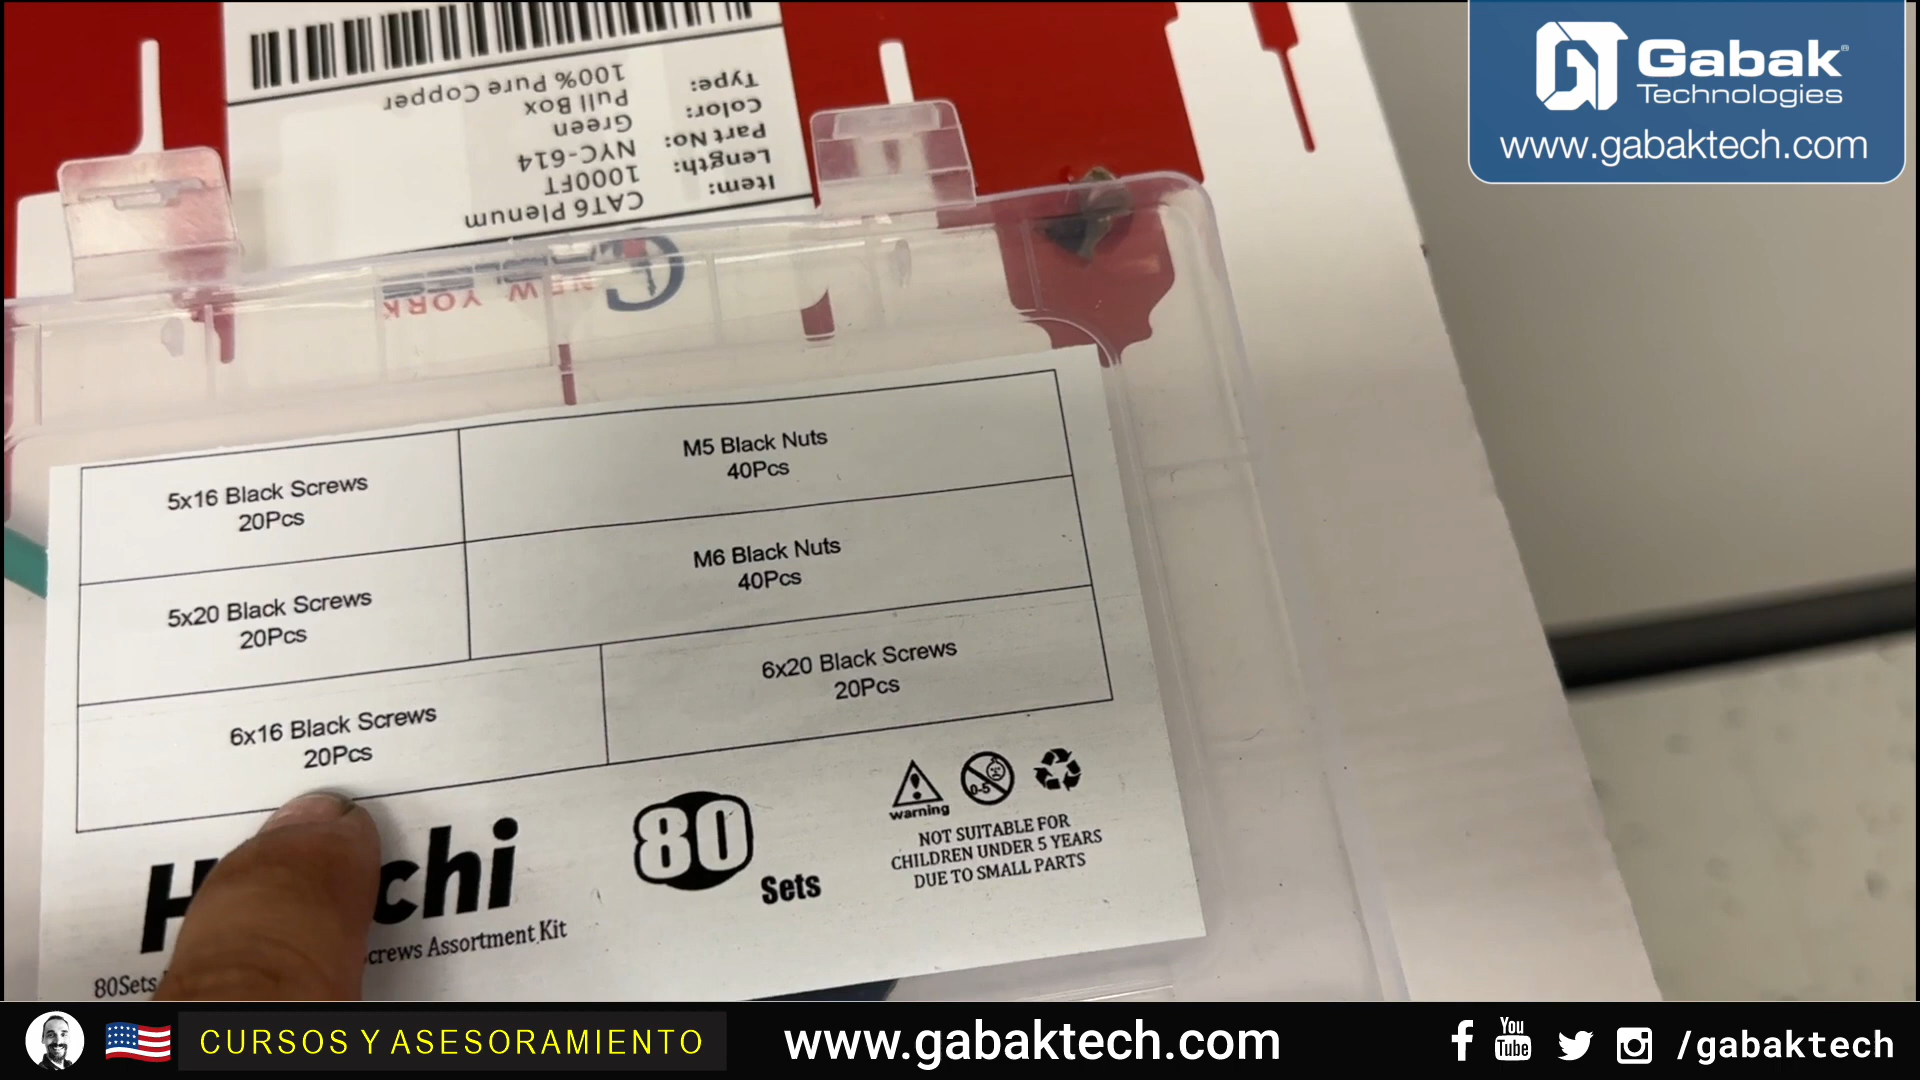 Gabak
Technologies
www.gabaktech.com
Type: 100% Pure Copper
Color: Pull Box
Part No: Green
Length: NYC-614
Item: 1000FT
CAT6 Plenum
NEW YORK
M5 Black Nuts
40Pcs
5x16 Black Screws
20Pcs
M6 Black Nuts
40Pcs
5x20 Black Screws
20Pcs
6x20 Black Screws
20Pcs
6x16 Black Screws
20Pcs
80
Sets
warning
0-5
NOT SUITABLE FOR
CHILDREN UNDER 5 YEARS
DUE TO SMALL PARTS
Assortment Kit
80Sets
CURSOS Y ASESORAMIENTO
www.gabaktech.com
You
Tube
/gabaktech